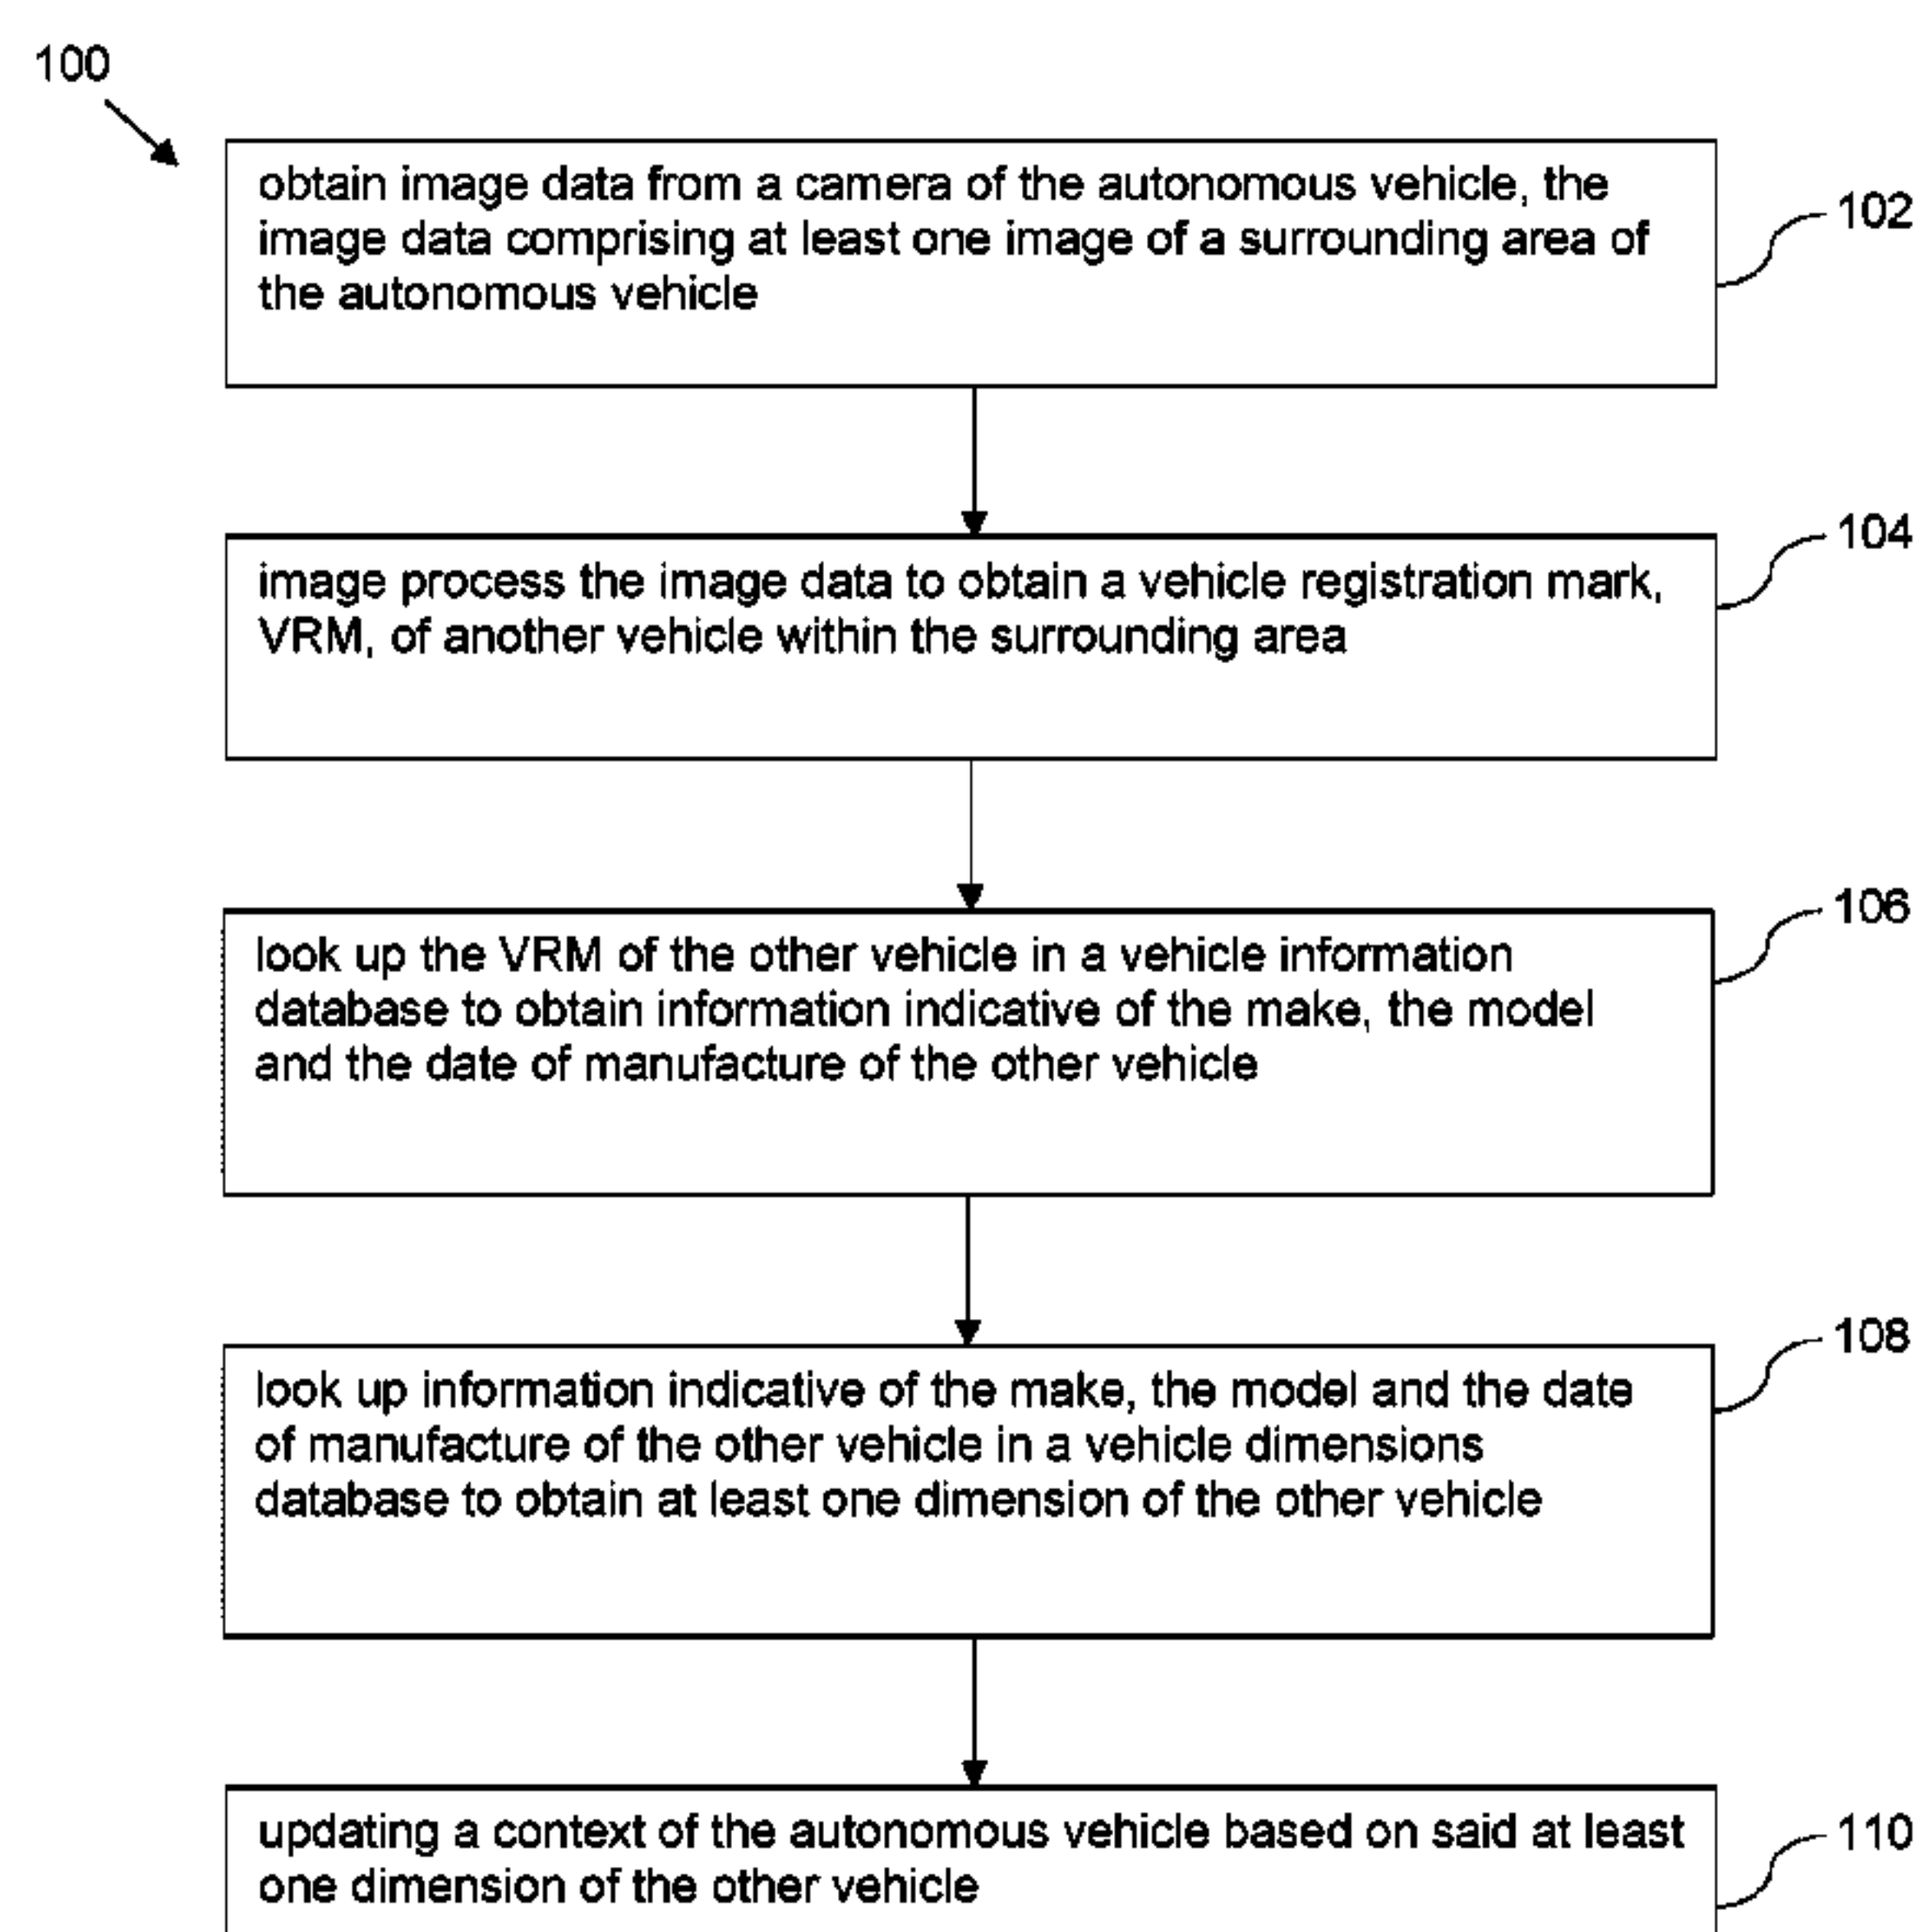 100
obtain image data from a camera of the autonomous vehicle, the
image data comprising at least one image of a surrounding area of
the autonomous vehicle
102
image process the image data to obtain a vehicle registration mark,
VRM, of another vehicle within the surrounding area
104
look up the VRM of the other vehicle in a vehicle information
database to obtain information indicative of the make, the model
and the date of manufacture of the other vehicle
106
look up information indicative of the make, the model and the date
of manufacture of the other vehicle in a vehicle dimensions
database to obtain at least one dimension of the other vehicle
108
updating a context of the autonomous vehicle based on said at least
one dimension of the other vehicle
110